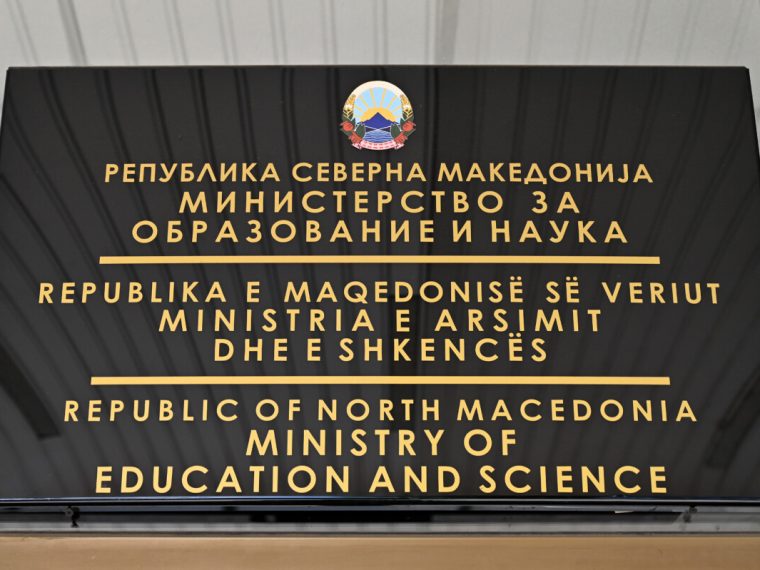 РЕПУБЛИКА СЕВЕРНА МАКЕДОНИЈА
МИНИСТЕРСТВО ЗА
ОБРАЗОВАНИЕ И НАУКА
REPUBLIKA E MAQEDONISË SË VERIUT
MINISTRIA E ARSIMIT
DHE E SHKENCËS
REPUBLIC OF NORTH MACEDONIA
MINISTRY OF
EDUCATION AND SCIENCE